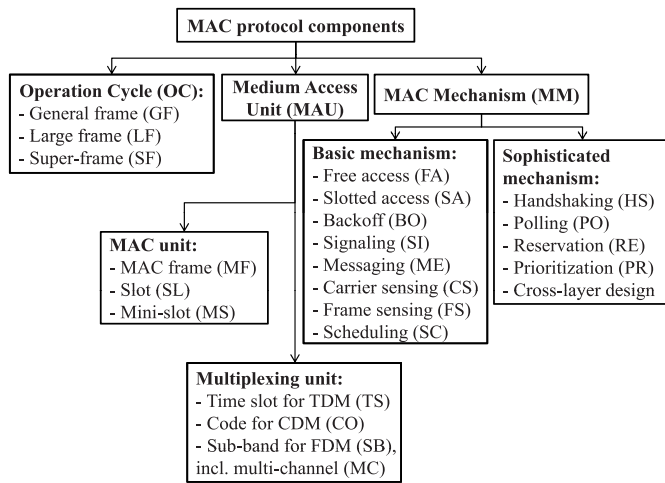 MAC protocol components
Operation Cycle (OC):
- General frame (GF)
- Large frame (LF)
- Super-frame (SF)
Medium Access
Unit (MAU)
MAC Mechanism (MM)
MAC unit:
- MAC frame (MF)
- Slot (SL)
- Mini-slot (MS)
Multiplexing unit:
- Time slot for TDM (TS)
- Code for CDM (CO)
- Sub-band for FDM (SB),
incl. multi-channel (MC)
Basic mechanism:
- Free access (FA)
- Slotted access (SA)
- Backoff (BO)
- Signaling (SI)
- Messaging (ME)
- Carrier sensing (CS)
- Frame sensing (FS)
- Scheduling (SC)
Sophisticated
mechanism:
- Handshaking (HS)
- Polling (PO)
- Reservation (RE)
- Prioritization (PR)
- Cross-layer design